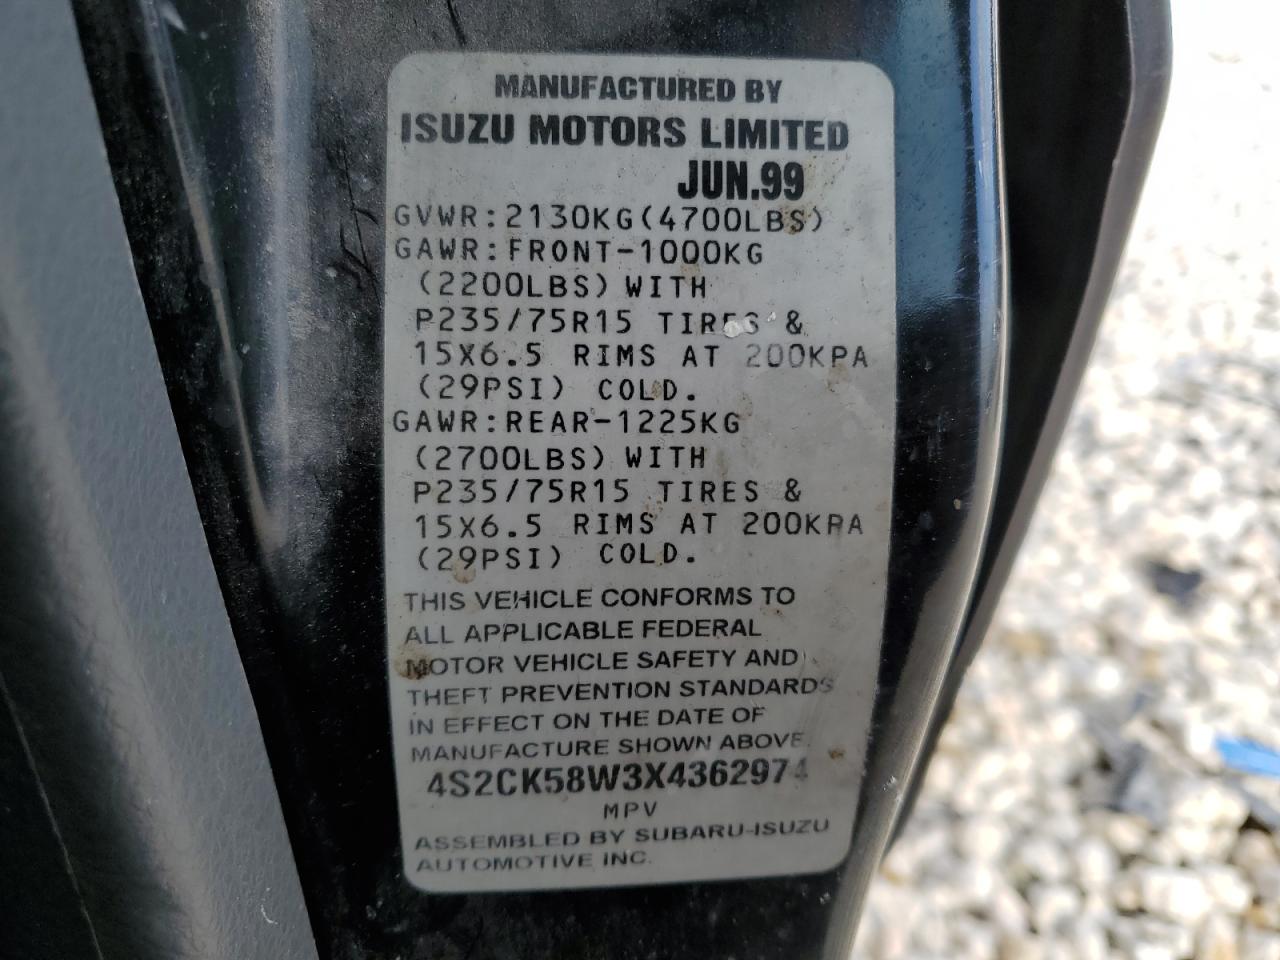 MANUFACTURED BY
ISUZU MOTORS LIMITED
JUN.99
GVWR:2130KG(4700LBS)
GAWR:FRONT-1000KG
(2200LBS) WITH
P235/75R15 TIRES &
15X6.5 RIMS AT 200KPA
(29PSI) COLD.
GAWR:REAR-1225KG
(2700LBS) WITH
P235/75R15 TIRES &
15X6.5 RIMS AT 200KPA
(29PSI) COLD.
THIS VEHICLE CONFORMS TO
ALL APPLICABLE FEDERAL
MOTOR VEHICLE SAFETY AND
THEFT PREVENTION STANDARDS
IN EFFECT ON THE DATE OF
MANUFACTURE SHOWN ABOVE.
4S2CK58W3X4362974
MPV
ASSEMBLED BY SUBARU-ISUZU
AUTOMOTIVE INC.